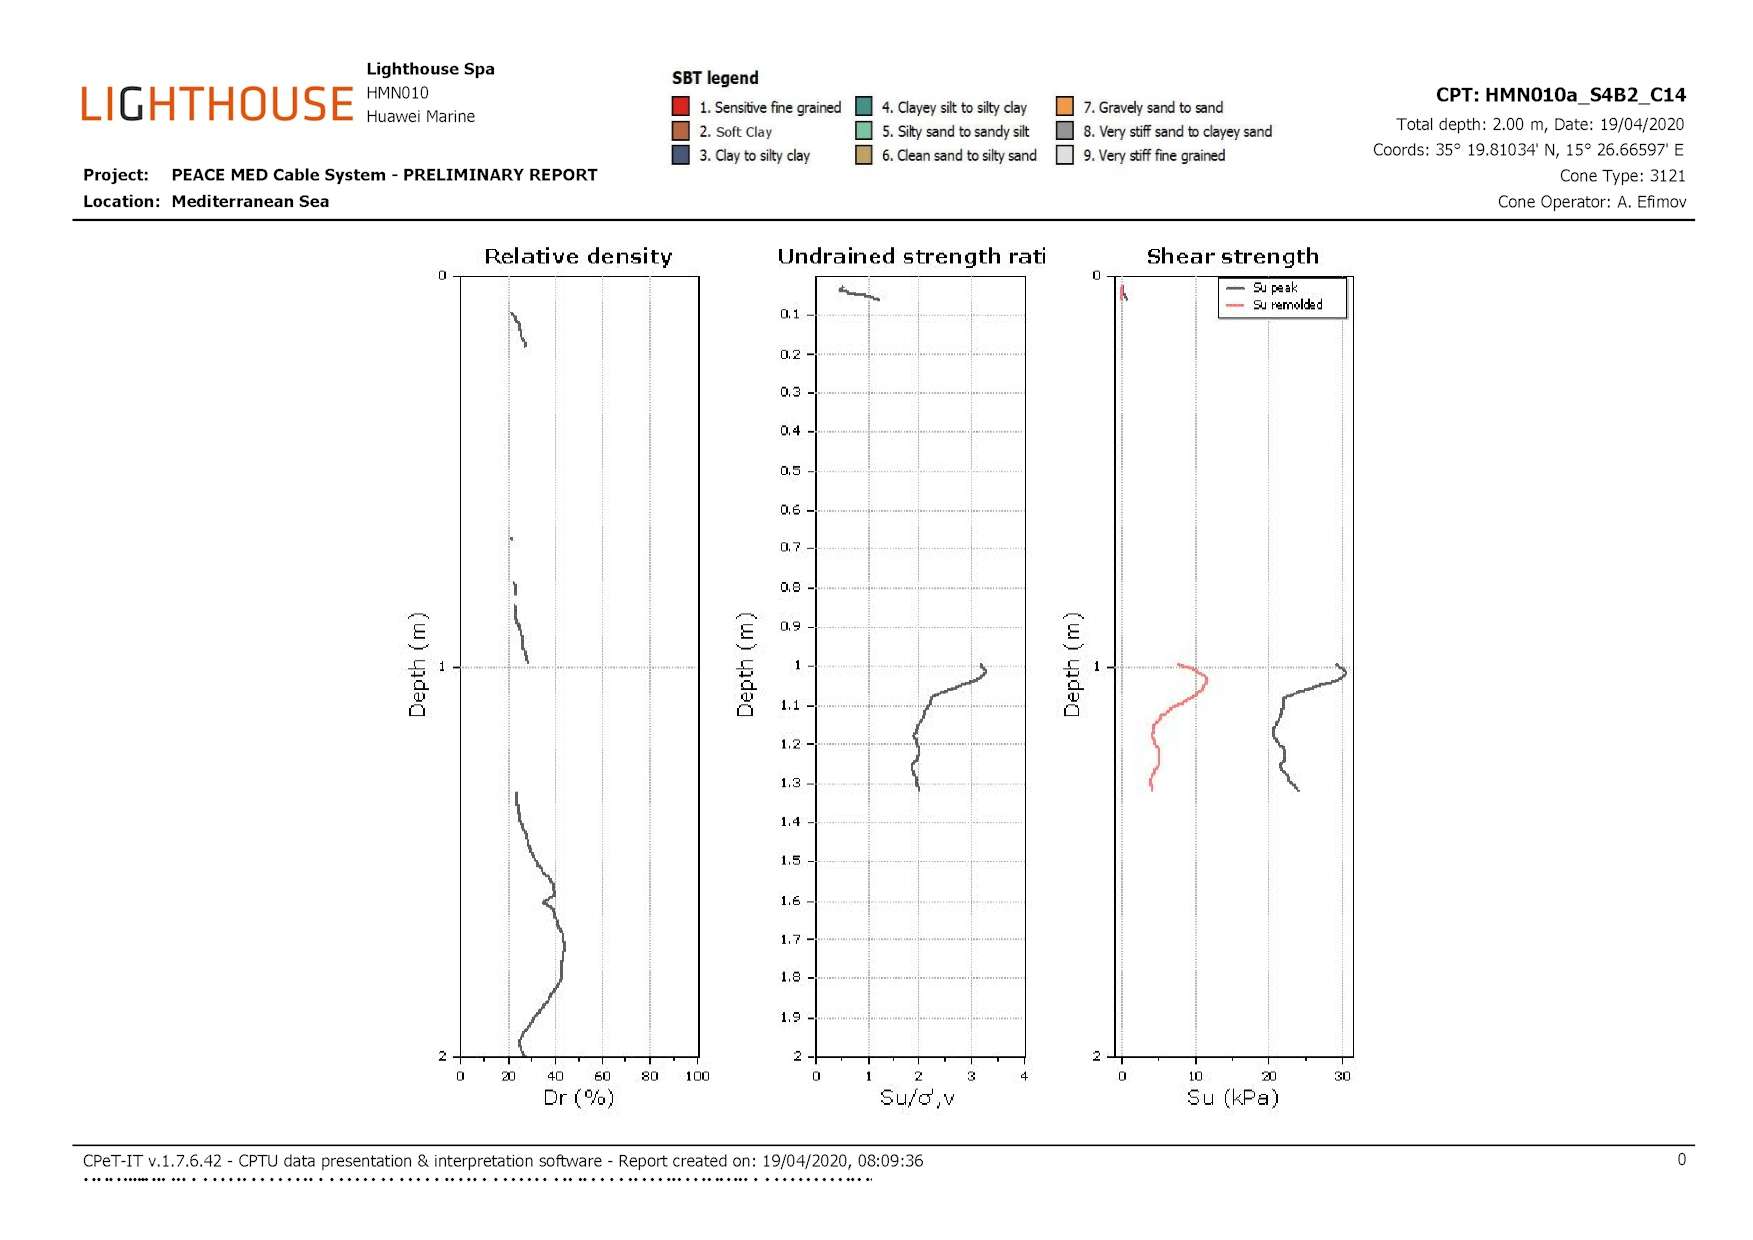 LIGHTHOUSE
Lighthouse Spa
HMN010
Huawei Marine
Project: PEACE MED Cable System - PRELIMINARY REPORT
Location: Mediterranean Sea
SBT legend
1. Sensitive fine grained
2. Soft Clay
3. Clay to silty clay
4. Clayey silt to silty clay
5. Silty sand to sandy silt
6. Clean sand to silty sand
7. Gravely sand to sand
8. Very stiff sand to clayey sand
9. Very stiff fine grained
CPT: HMN010a_S4B2_C14
Total depth: 2.00 m, Date: 19/04/2020
Coords: 35° 19.81034' N, 15° 26.66597' E
Cone Type: 3121
Cone Operator: A. Efimov
Relative density
0
1
2
Depth (m)
0 20 40 60 80 100
Dr (%)
Undrained strength rati
0.1
0.2
0.3
0.4
0.5
0.6
0.7
0.8
0.9
1
1.1
1.2
1.3
1.4
1.5
1.6
1.7
1.8
1.9
2
Depth (m)
0 1 2 3 4
Su/σ',v
Shear strength
Su peak
Su remolded
0
1
2
Depth (m)
0 10 20 30
Su (kPa)
CPeT-IT v.1.7.6.42 - CPTU data presentation & interpretation software - Report created on: 19/04/2020, 08:09:36
0